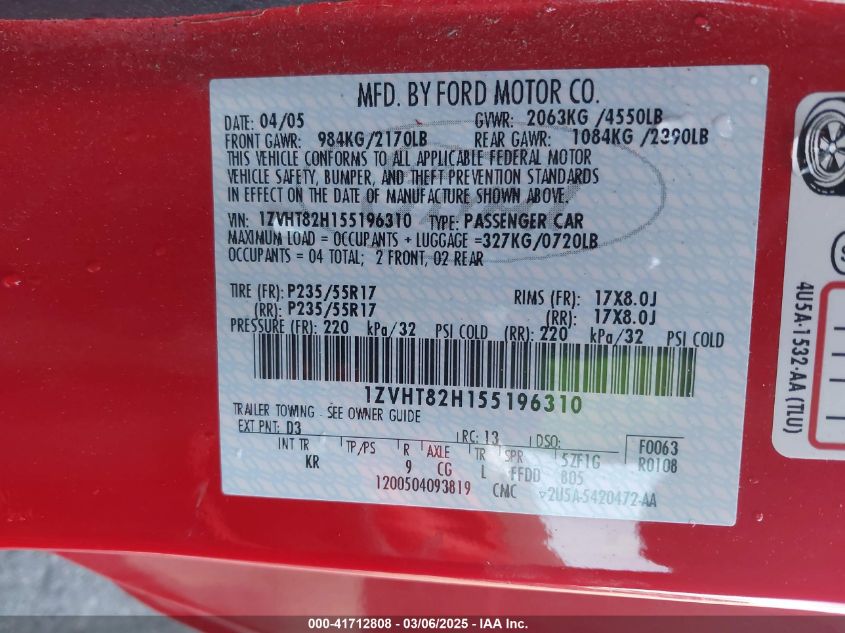 MFD. BY FORD MOTOR CO.
DATE: 04/05 GVWR: 2063KG/4550LB
FRONT GAWR: 984KG/2170LB REAR GAWR: 1084KG/2390LB
THIS VEHICLE CONFORMS TO ALL APPLICABLE FEDERAL MOTOR
VEHICLE SAFETY, BUMPER, AND THEFT PREVENTION STANDARDS
IN EFFECT ON THE DATE OF MANUFACTURE SHOWN ABOVE.
VIN: 1ZVHT82H155196310 TYPE: PASSENGER CAR
MAXIMUM LOAD = OCCUPANTS + LUGGAGE =327KG/0720LB
OCCUPANTS = 04 TOTAL; 2 FRONT, 02 REAR
TIRE (FR): P235/55R17 RIMS (FR): 17X8.0J
(RR): P235/55R17 (RR): 17X8.0J
PRESSURE (FR): 220 kPa/32 PSI COLD (RR): 220 kPa/32 PSI COLD
1ZVHT82H155196310
TRAILER TOWING - SEE OWNER GUIDE
EXT PNT: D3 RC: 13 DSO: F0063
INT TR TP/PS R AXLE TR SPR 5ZF1G R0108
KR 9 CG L FFDD 805
1200504093819 CMC ▽2U5A-5420472-AA
4U5A-1532-AA (TLU)
000-41712808 - 03/06/2025 - IAA Inc.